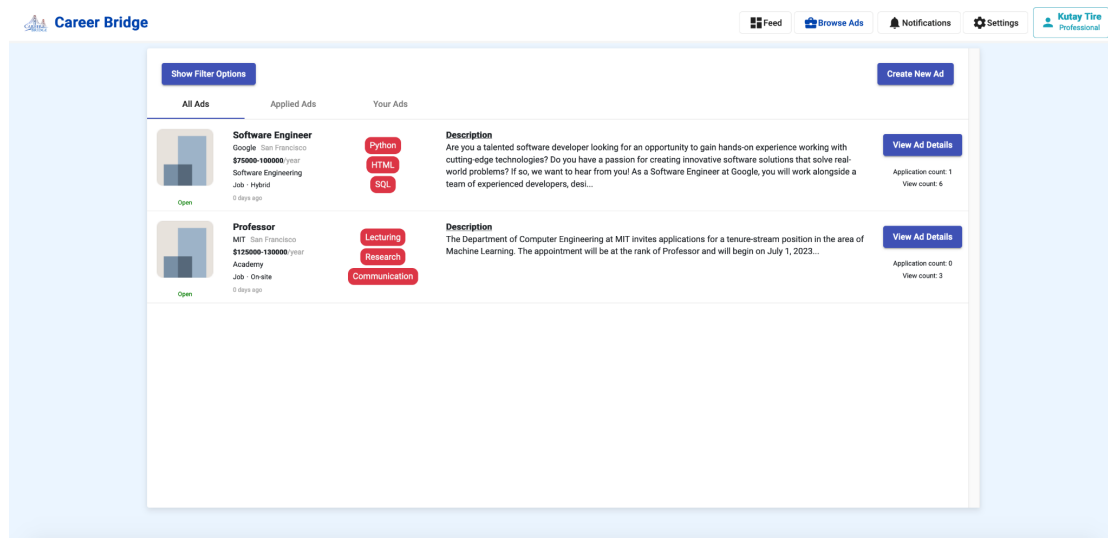 Career Bridge
Feed
Browse Ads
Notifications
Settings
Kutay Tire
Professional
Show Filter Options
Create New Ad
All Ads
Applied Ads
Your Ads
Software Engineer
Google San Francisco
$75000-100000/year
Software Engineering
Job - Hybrid
0 days ago
Open
Python
HTML
SQL
Description
Are you a talented software developer looking for an opportunity to gain hands-on experience working with
cutting-edge technologies? Do you have a passion for creating innovative software solutions that solve real-
world problems? If so, we want to hear from you! As a Software Engineer at Google, you will work alongside a
team of experienced developers, desi...
View Ad Details
Application count: 1
View count: 6
Professor
MIT San Francisco
$125000-130000/year
Academy
Job - On-site
0 days ago
Open
Lecturing
Research
Communication
Description
The Department of Computer Engineering at MIT invites applications for a tenure-stream position in the area of
Machine Learning. The appointment will be at the rank of Professor and will begin on July 1, 2023...
View Ad Details
Application count: 0
View count: 3